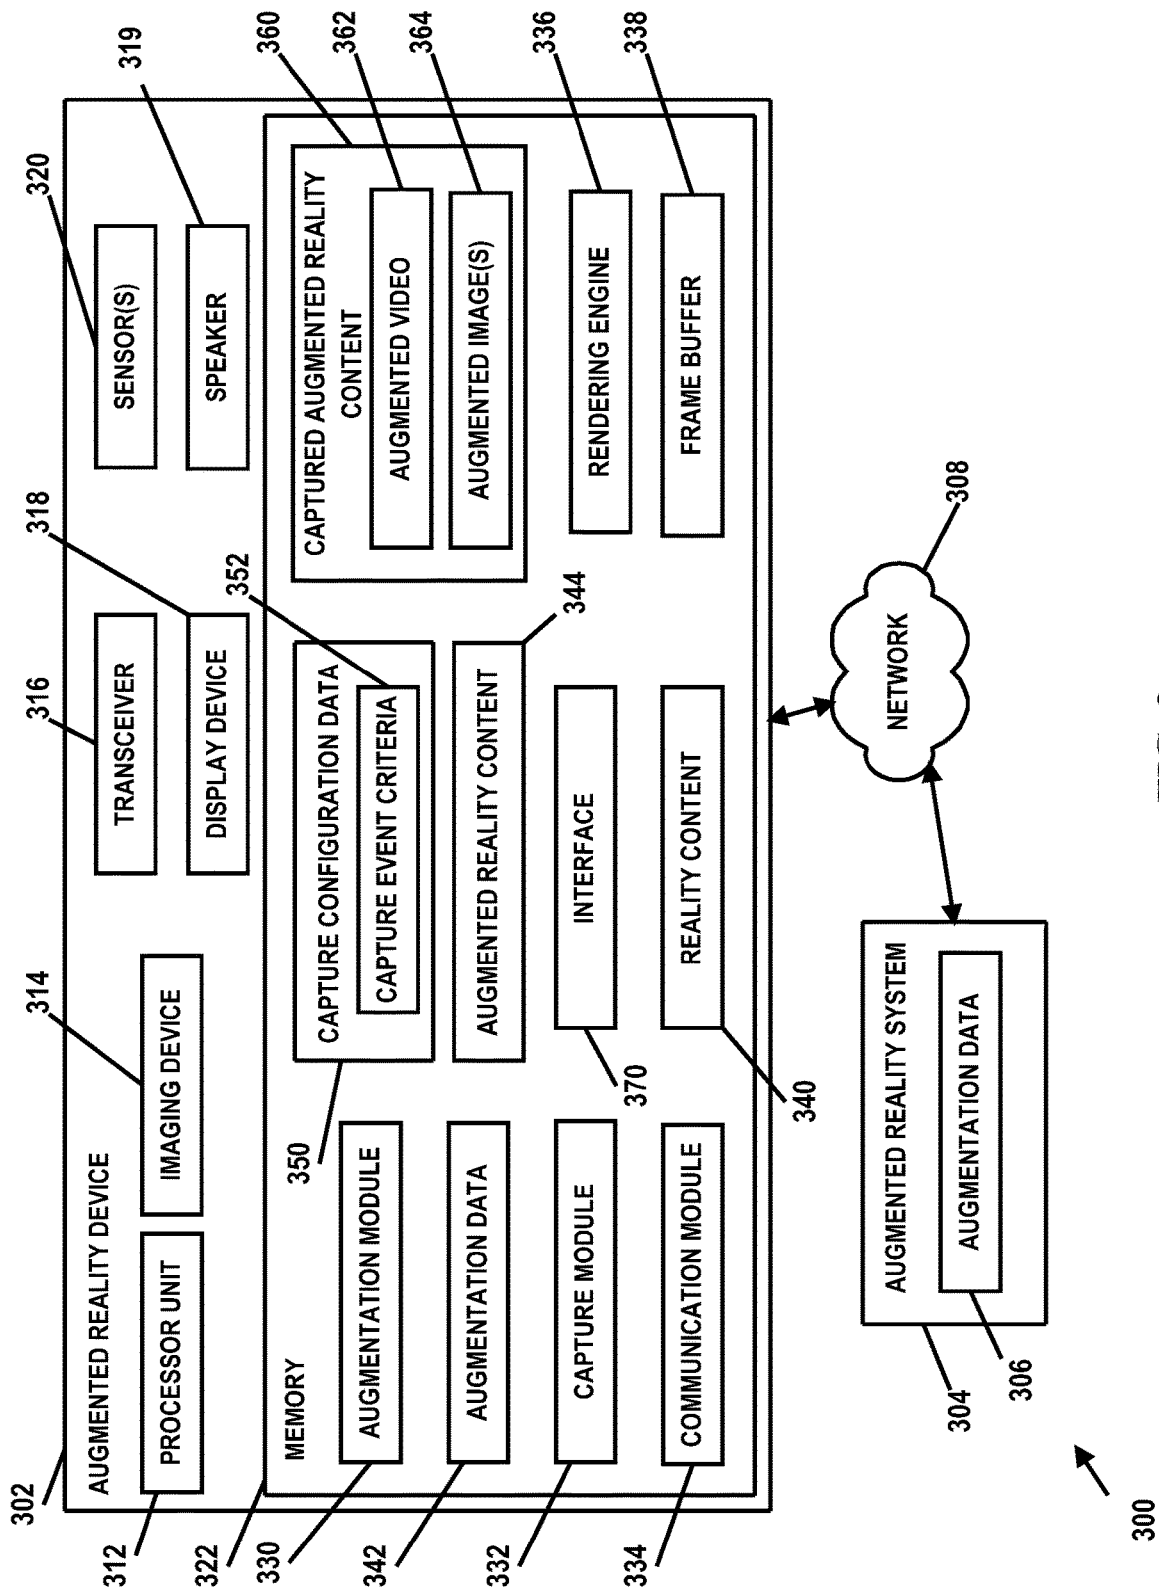 302
AUGMENTED REALITY DEVICE
312
PROCESSOR UNIT
314
IMAGING DEVICE
316
TRANSCEIVER
318
DISPLAY DEVICE
320
SENSOR(S)
319
SPEAKER
322
MEMORY
330
AUGMENTATION MODULE
342
AUGMENTATION DATA
332
CAPTURE MODULE
334
COMMUNICATION MODULE
350
CAPTURE CONFIGURATION DATA
352
CAPTURE EVENT CRITERIA
344
AUGMENTED REALITY CONTENT
370
INTERFACE
340
REALITY CONTENT
360
CAPTURED AUGMENTED REALITY
CONTENT
362
AUGMENTED VIDEO
364
AUGMENTED IMAGE(S)
336
RENDERING ENGINE
338
FRAME BUFFER
308
NETWORK
304
AUGMENTED REALITY SYSTEM
306
AUGMENTATION DATA
300